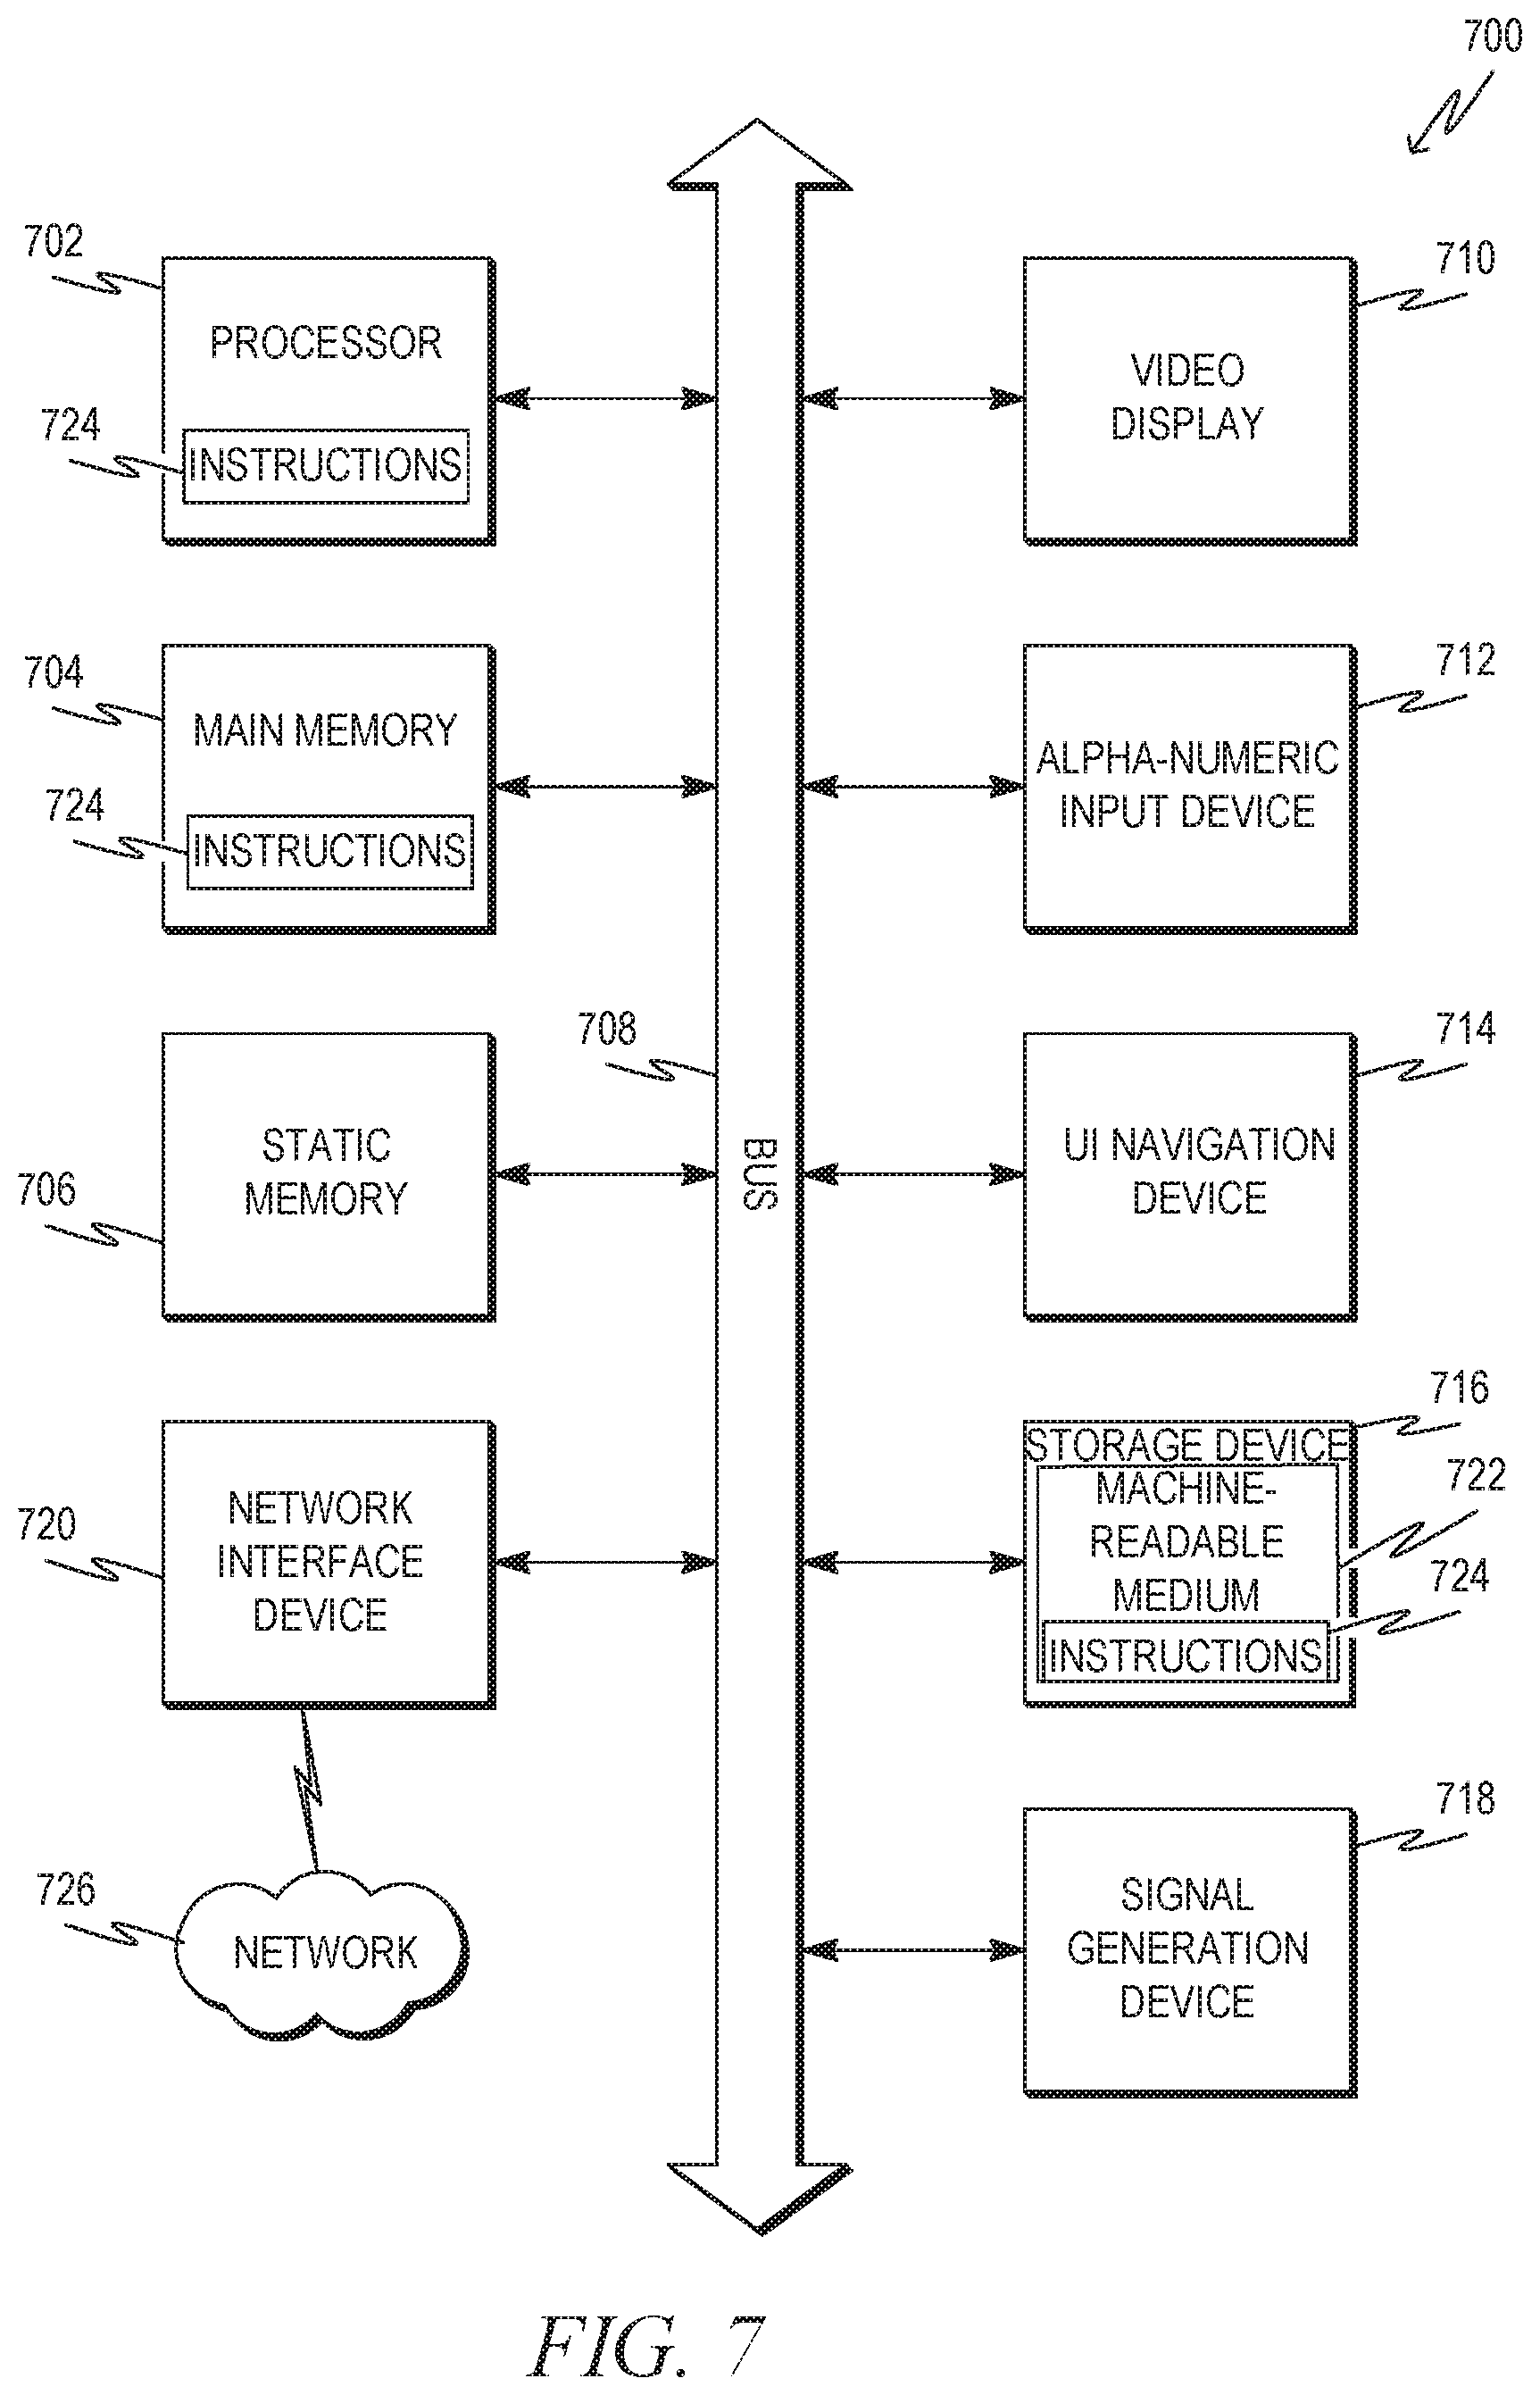 700
702
PROCESSOR
724
INSTRUCTIONS
710
VIDEO
DISPLAY
704
MAIN MEMORY
724
INSTRUCTIONS
712
ALPHA-NUMERIC
INPUT DEVICE
708
BUS
706
STATIC
MEMORY
714
UI NAVIGATION
DEVICE
720
NETWORK
INTERFACE
DEVICE
716
STORAGE DEVICE
722
MACHINE-
READABLE
MEDIUM
724
INSTRUCTIONS
726
NETWORK
718
SIGNAL
GENERATION
DEVICE
FIG. 7